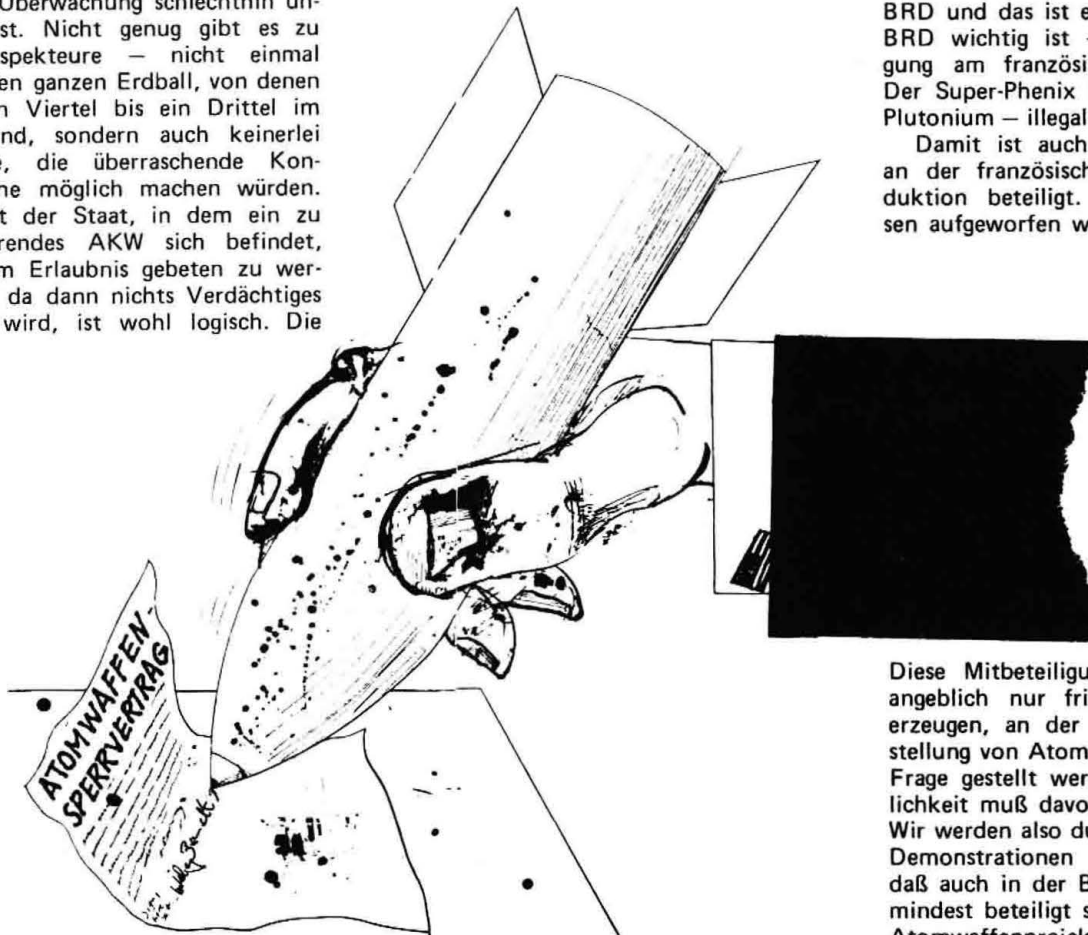 Überwachung schlechthin un-
st. Nicht genug gibt es zu
spekteure — nicht einmal
en ganzen Erdball, von denen
n Viertel bis ein Drittel im
nd, sondern auch keinerlei
e, die überraschende Kon-
ne möglich machen würden.
t der Staat, in dem ein zu
rendes AKW sich befindet,
m Erlaubnis gebeten zu wer-
da dann nichts Verdächtiges
wird, ist wohl logisch. Die
ATOMWAFFEN
SPERRVERTRAG
BRD und das ist e
BRD wichtig ist
gung am französi
Der Super-Phenix
Plutonium — illegal
Damit ist auch
an der französisch
duktion beteiligt.
sen aufgeworfen w
Diese Mitbeteiligu
angeblich nur fri
erzeugen, an der
stellung von Atom
Frage gestellt wer
lichkeit muß davo
Wir werden also du
Demonstrationen
daß auch in der B
mindest beteiligt s
Atomwaffenprojek